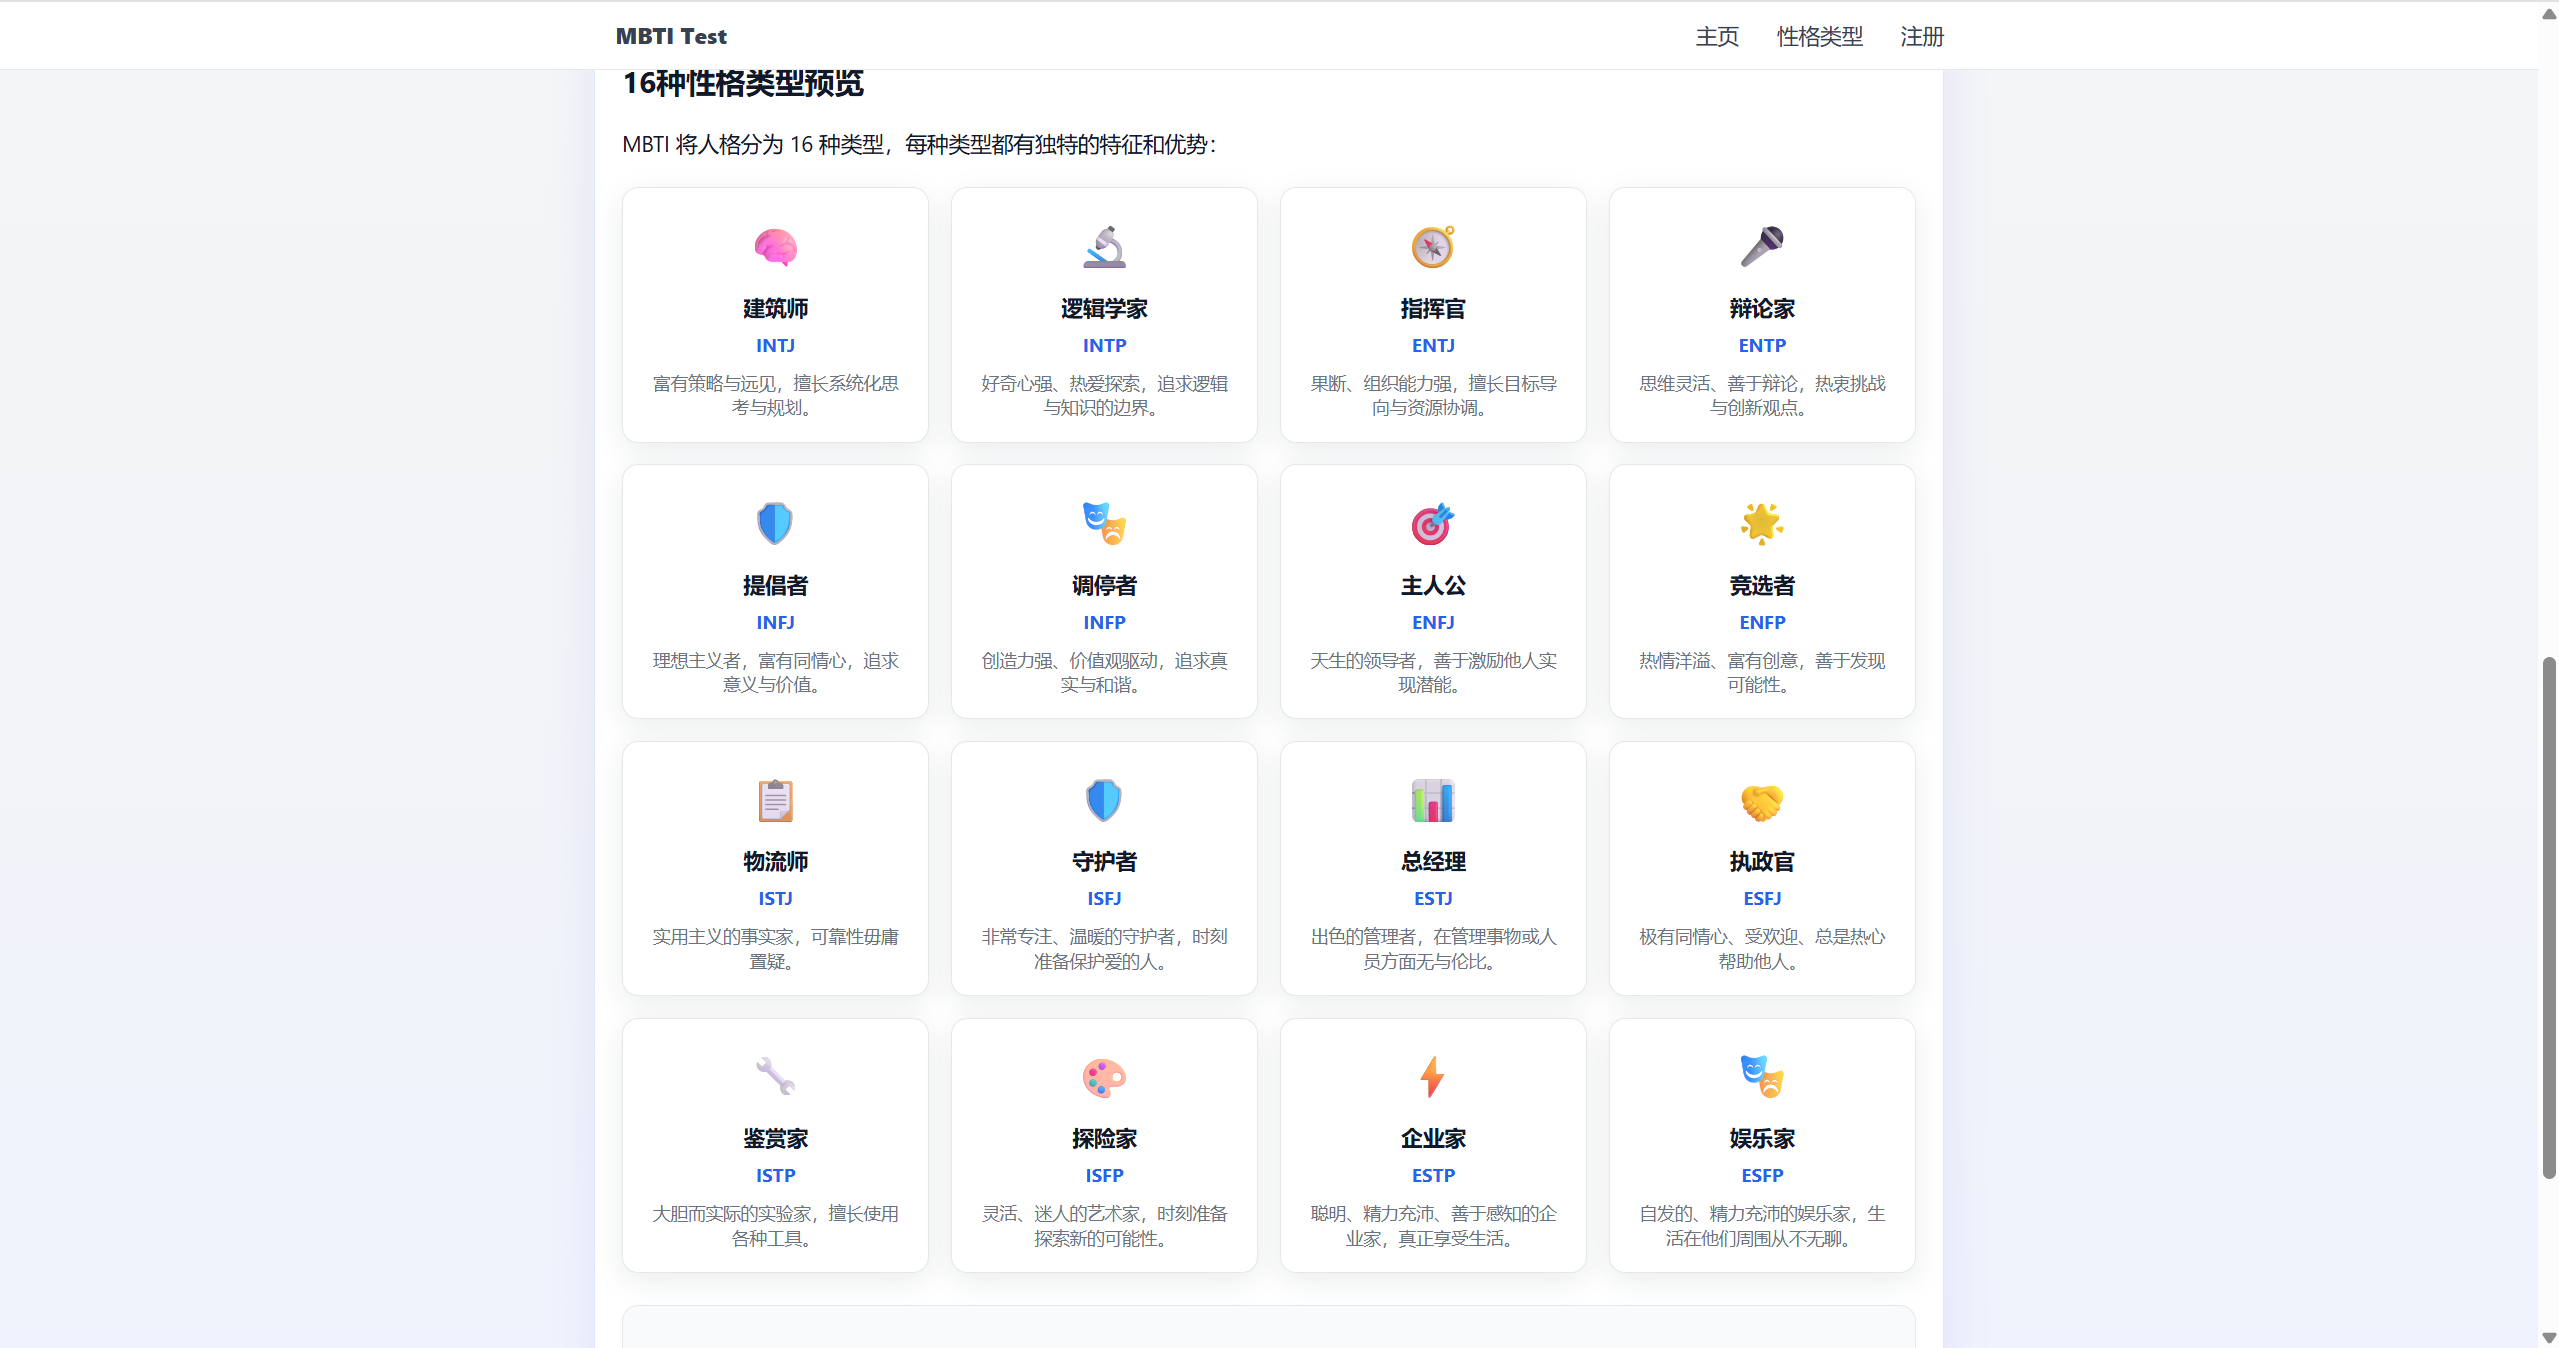 MBTI Test
主页
性格类型
注册
16种性格类型预览
MBTI 将人格分为 16 种类型，每种类型都有独特的特征和优势：
建筑师
INTJ
富有策略与远见，擅长系统化思
考与规划。
逻辑学家
INTP
好奇心强、热爱探索，追求逻辑
与知识的边界。
指挥官
ENTJ
果断、组织能力强，擅长目标导
向与资源协调。
辩论家
ENTP
思维灵活、善于辩论，热衷挑战
与创新观点。
提倡者
INFJ
理想主义者，富有同情心，追求
意义与价值。
调停者
INFP
创造力强、价值观驱动，追求真
实与和谐。
主人公
ENFJ
天生的领导者，善于激励他人实
现潜能。
竞选者
ENFP
热情洋溢、富有创意，善于发现
可能性。
物流师
ISTJ
实用主义的事实家，可靠性毋庸
置疑。
守护者
ISFJ
非常专注、温暖的守护者，时刻
准备保护爱的人。
总经理
ESTJ
出色的管理者，在管理事物或人
员方面无与伦比。
执政官
ESFJ
极有同情心、受欢迎、总是热心
帮助他人。
鉴赏家
ISTP
大胆而实际的实验家，擅长使用
各种工具。
探险家
ISFP
灵活、迷人的艺术家，时刻准备
探索新的可能性。
企业家
ESTP
聪明、精力充沛、善于感知的企
业家，真正享受生活。
娱乐家
ESFP
自发的、精力充沛的娱乐家，生
活在他们周围从不无聊。